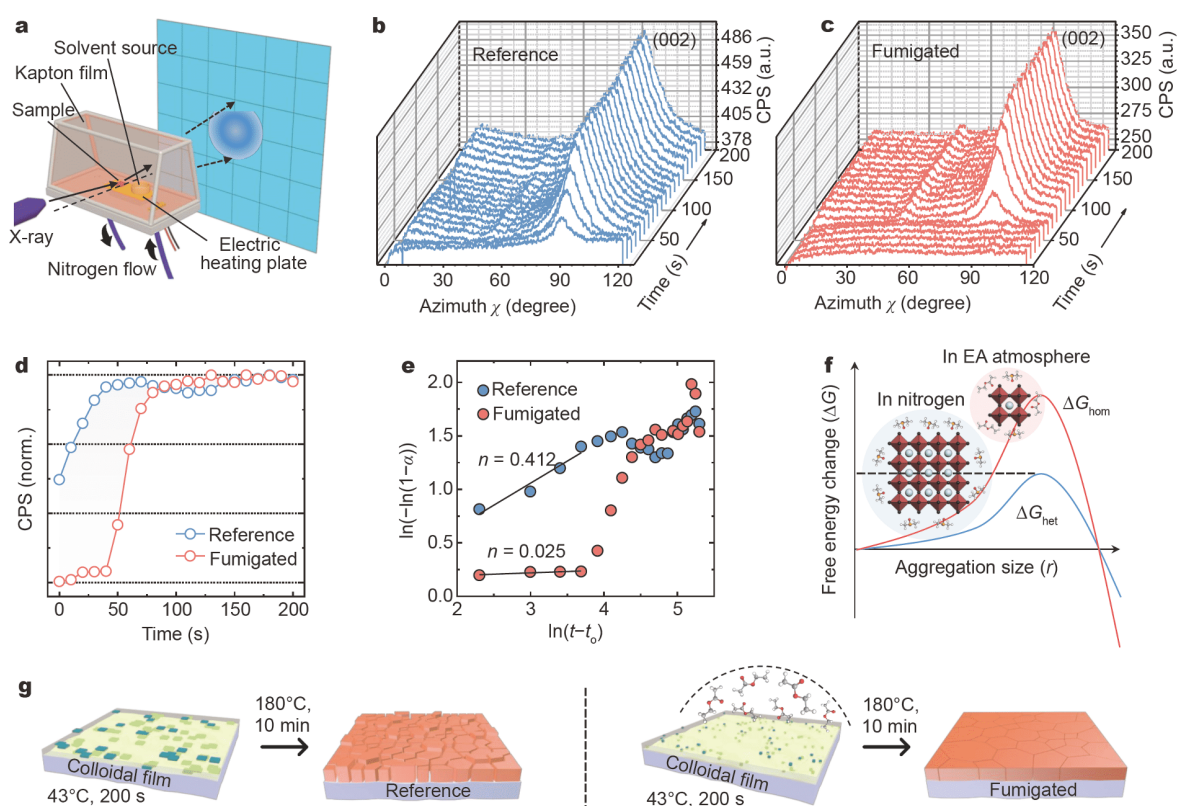 a
Solvent source
Kapton film
Sample
X-ray
Nitrogen flow
Electric
heating plate
b
Reference
(002)
CPS (a.u.)
486
459
432
405
378
200
150
100
50
Time (s)
0 30 60 90 120
Azimuth χ (degree)
c
Fumigated
(002)
CPS (a.u.)
350
325
300
275
250
200
150
100
50
Time (s)
0 30 60 90 120
Azimuth χ (degree)
d
CPS (norm.)
Reference
Fumigated
0 50 100 150 200
Time (s)
e
ln(−ln(1−α))
2.0
1.5
1.0
0.5
0.0
Reference
Fumigated
n = 0.412
n = 0.025
2 3 4 5
ln(t−to)
f
In EA atmosphere
In nitrogen
ΔGhom
ΔGhet
Free energy change (ΔG)
Aggregation size (r)
g
Colloidal film
43°C, 200 s
180°C,
10 min
Reference
Colloidal film
43°C, 200 s
180°C,
10 min
Fumigated